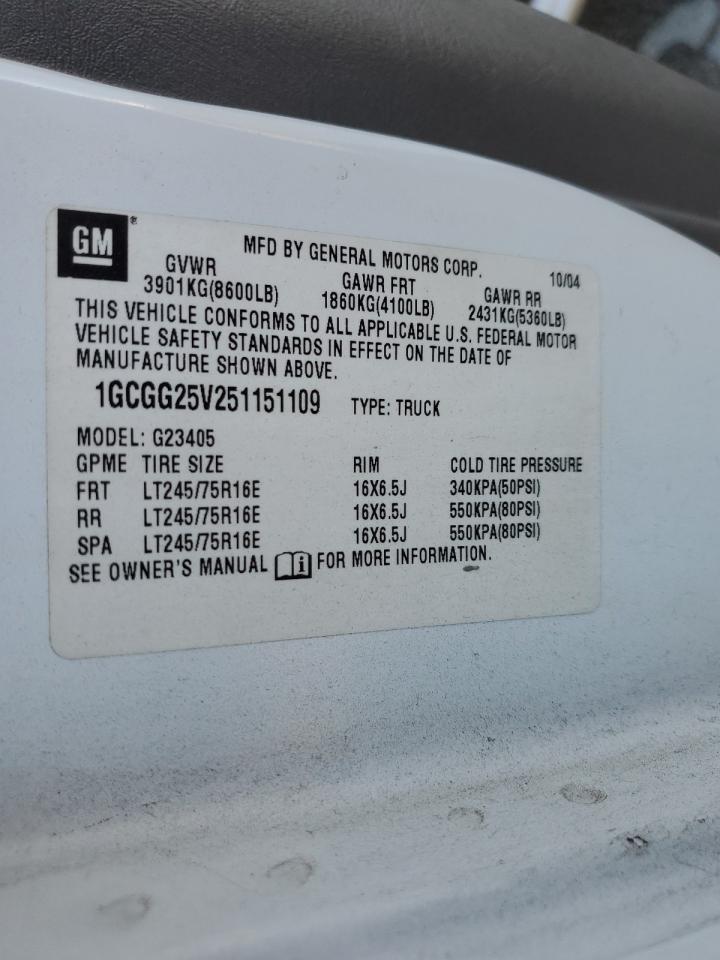 GM®
MFD BY GENERAL MOTORS CORP. 10/04
GVWR GAWR FRT GAWR RR
3901KG(8600LB) 1860KG(4100LB) 2431KG(5360LB)
THIS VEHICLE CONFORMS TO ALL APPLICABLE U.S. FEDERAL MOTOR
VEHICLE SAFETY STANDARDS IN EFFECT ON THE DATE OF
MANUFACTURE SHOWN ABOVE.
1GCGG25V251151109 TYPE: TRUCK
MODEL: G23405
GPME TIRE SIZE RIM COLD TIRE PRESSURE
FRT LT245/75R16E 16X6.5J 340KPA(50PSI)
RR LT245/75R16E 16X6.5J 550KPA(80PSI)
SPA LT245/75R16E 16X6.5J 550KPA(80PSI)
SEE OWNER'S MANUAL i FOR MORE INFORMATION.